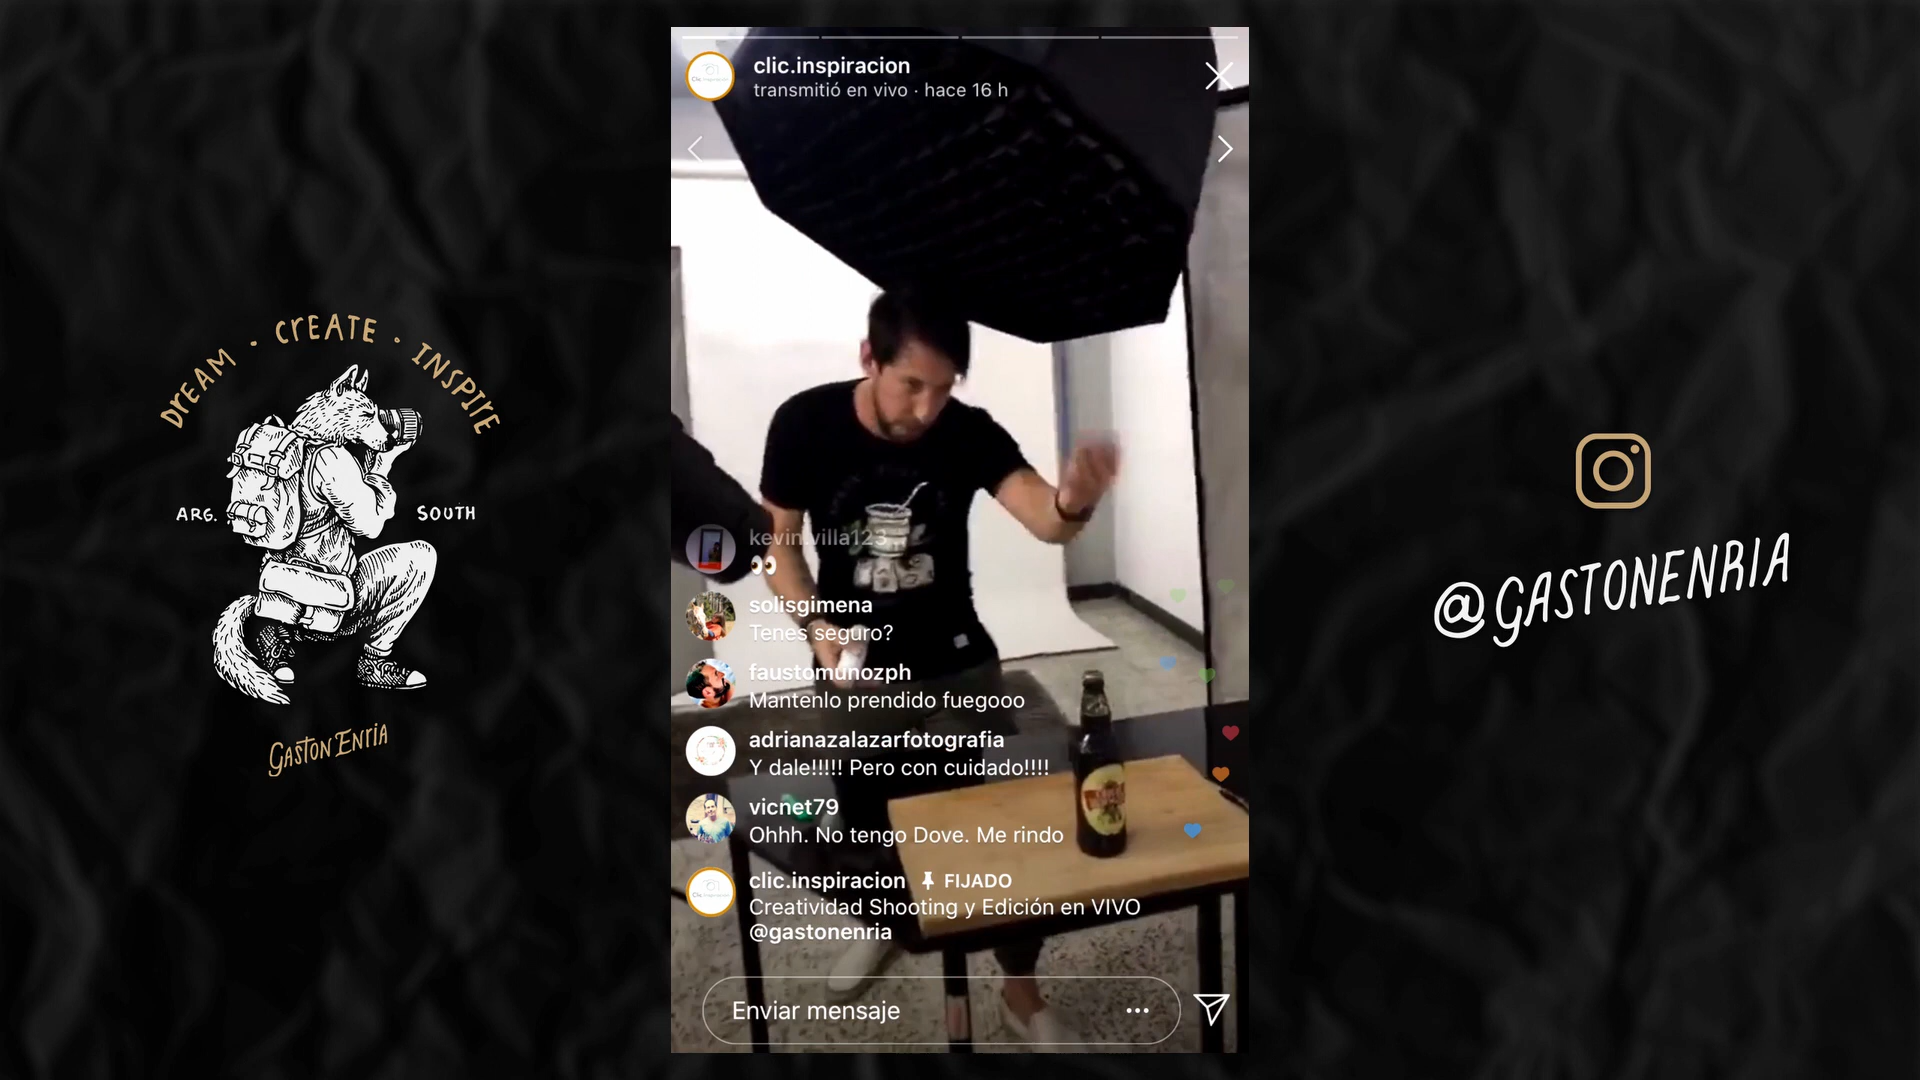 DREAM · CREATE · INSPIRE
ARG. SOUTH
GASTON ENRIA
clic.inspiracion
transmitió en vivo · hace 16 h
kevin.villa123
solisgimena
Tenes seguro?
faustomunozph
Mantenlo prendido fuegooo
adrianazalazarfotografia
Y dale!!!!! Pero con cuidado!!!!
vicnet79
Ohhh. No tengo Dove. Me rindo
clic.inspiracion FIJADO
Creatividad Shooting y Edición en VIVO
@gastonenria
Enviar mensaje
@GASTONENRIA